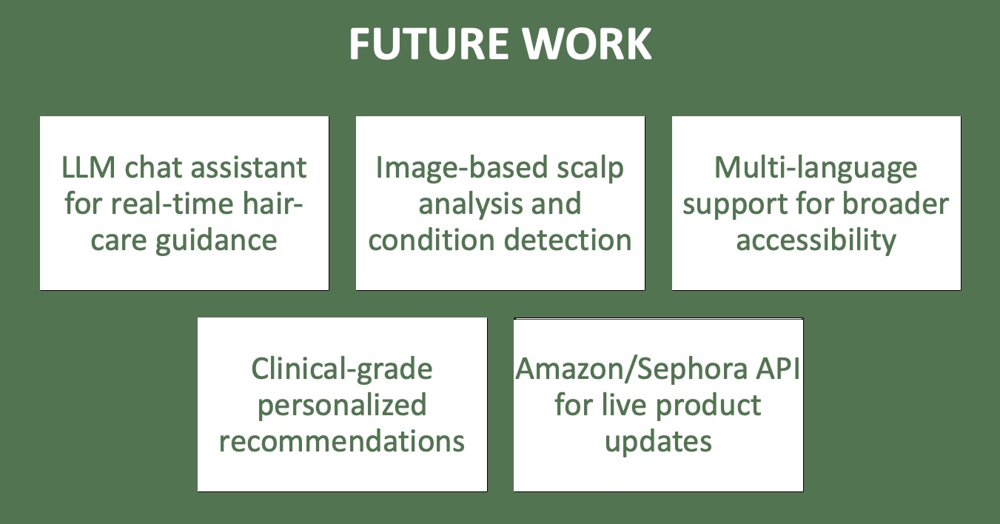 FUTURE WORK
LLM chat assistant
for real-time hair-
care guidance
Image-based scalp
analysis and
condition detection
Multi-language
support for broader
accessibility
Clinical-grade
personalized
recommendations
Amazon/Sephora API
for live product
updates